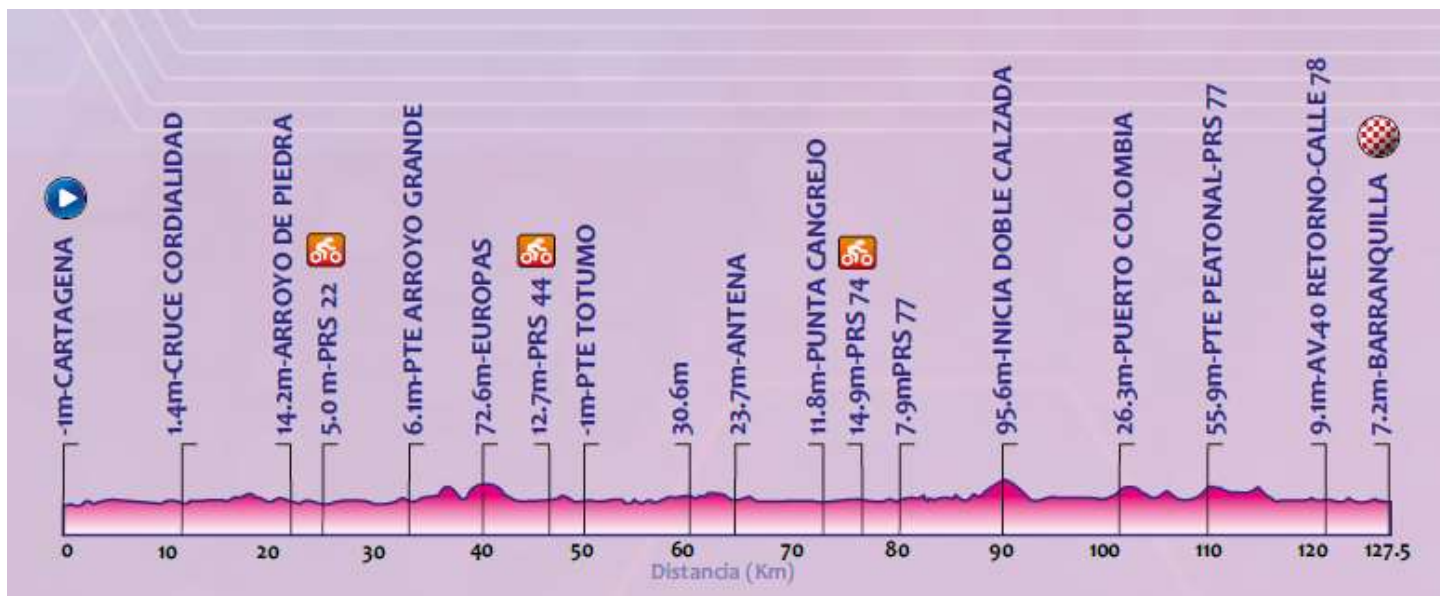 -1m-CARTAGENA
1.4m-CRUCE CORDIALIDAD
14.2m-ARROYO DE PIEDRA
5.0 m-PRS 22
6.1m-PTE ARROYO GRANDE
72.6m-EUROPAS
12.7m-PRS 44
-1m-PTE TOTUMO
30.6m
23.7m-ANTENA
11.8m-PUNTA CANGREJO
14.9m-PRS 74
7.9mPRS 77
95.6m-INICIA DOBLE CALZADA
26.3m-PUERTO COLOMBIA
55.9m-PTE PEATONAL-PRS 77
9.1m-AV.40 RETORNO-CALLE 78
7.2m-BARRANQUILLA
0 10 20 30 40 50 60 70 80 90 100 110 120 127.5
Distancia (Km)